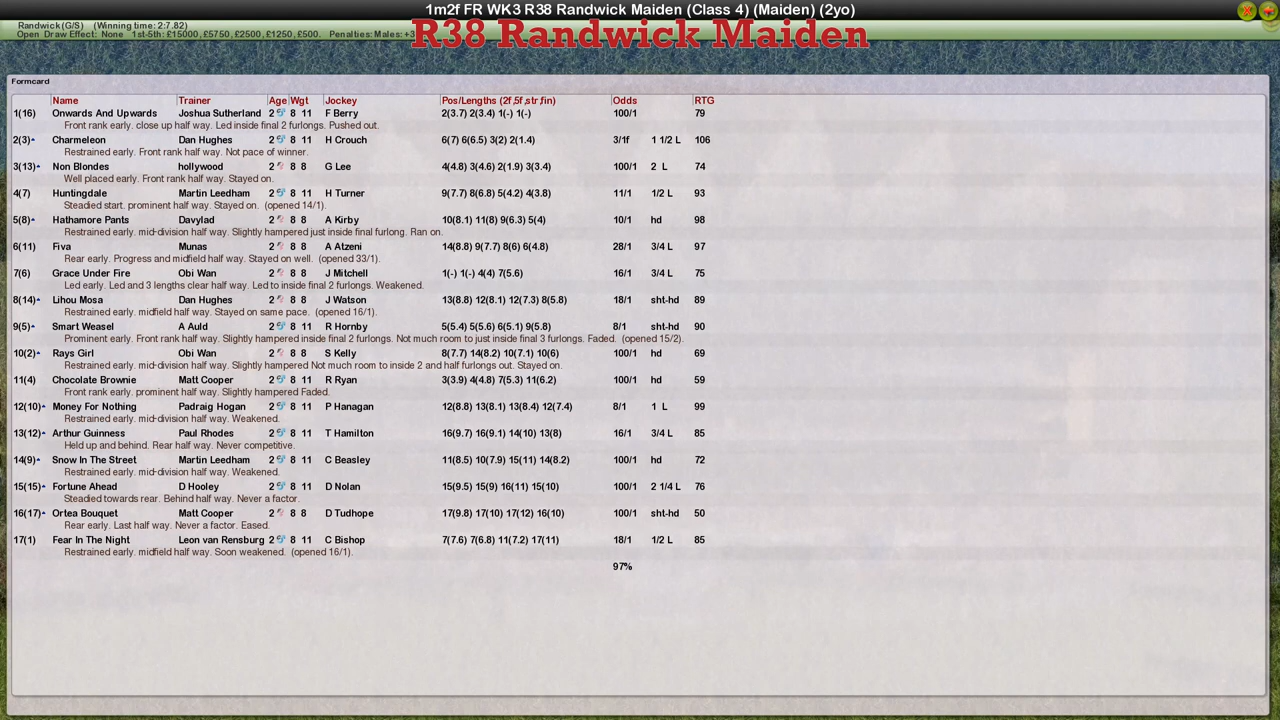 1m2f FR WK3 R38 Randwick Maiden (Class 4) (Maiden) (2yo)
Randwick (G/S) (Winning time: 2:7.82)
Open Draw Effect: None 1st-5th: £15000, £5750, £2500, £1250, £500. Penalties: Males: +3
R38 Randwick Maiden
Formcard
Name Trainer Age Wgt Jockey Pos/Lengths (2f,5f,str,fin) Odds RTG
1(16) Onwards And Upwards Joshua Sutherland 2 8 11 F Berry 2(3.7) 2(3.4) 1(-) 1(-) 100/1 79
Front rank early. close up half way. Led inside final 2 furlongs. Pushed out.
2(3) Charmeleon Dan Hughes 2 8 11 H Crouch 6(7) 6(6.5) 3(2) 2(1.4) 3/1f 1 1/2 L 106
Restrained early. Front rank half way. Not pace of winner.
3(13) Non Blondes hollywood 2 8 8 G Lee 4(4.8) 3(4.6) 2(1.9) 3(3.4) 100/1 2 L 74
Well placed early. Front rank half way. Stayed on.
4(7) Huntingdale Martin Leedham 2 8 11 H Turner 9(7.7) 8(6.8) 5(4.2) 4(3.8) 11/1 1/2 L 93
Steadied start. prominent half way. Stayed on. (opened 14/1).
5(8) Hathamore Pants Davylad 2 8 8 A Kirby 10(8.1) 11(8) 9(6.3) 5(4) 10/1 hd 98
Restrained early. mid-division half way. Slightly hampered just inside final furlong. Ran on.
6(11) Fiva Munas 2 8 8 A Atzeni 14(8.8) 9(7.7) 8(6) 6(4.8) 28/1 3/4 L 97
Rear early. Progress and midfield half way. Stayed on well. (opened 33/1).
7(6) Grace Under Fire Obi Wan 2 8 8 J Mitchell 1(-) 1(-) 4(4) 7(5.6) 16/1 3/4 L 75
Led early. Led and 3 lengths clear half way. Led to inside final 2 furlongs. Weakened.
8(14) Lihou Mosa Dan Hughes 2 8 8 J Watson 13(8.8) 12(8.1) 12(7.3) 8(5.8) 18/1 sht-hd 89
Restrained early. midfield half way. Stayed on same pace. (opened 16/1).
9(5) Smart Weasel A Auld 2 8 11 R Hornby 5(5.4) 5(5.6) 6(5.1) 9(5.8) 8/1 sht-hd 90
Prominent early. Front rank half way. Slightly hampered inside final 2 furlongs. Not much room to just inside final 3 furlongs. Faded. (opened 15/2).
10(2) Rays Girl Obi Wan 2 8 8 S Kelly 8(7.7) 14(8.2) 10(7.1) 10(6) 100/1 hd 69
Restrained early. mid-division half way. Slightly hampered Not much room to inside 2 and half furlongs out. Stayed on.
11(4) Chocolate Brownie Matt Cooper 2 8 11 R Ryan 3(3.9) 4(4.8) 7(5.3) 11(6.2) 100/1 hd 59
Front rank early. prominent half way. Slightly hampered Faded.
12(10) Money For Nothing Padraig Hogan 2 8 11 P Hanagan 12(8.8) 13(8.1) 13(8.4) 12(7.4) 8/1 1 L 99
Restrained early. mid-division half way. Weakened.
13(12) Arthur Guinness Paul Rhodes 2 8 11 T Hamilton 16(9.7) 16(9.1) 14(10) 13(8) 16/1 3/4 L 85
Held up and behind. Rear half way. Never competitive.
14(9) Snow In The Street Martin Leedham 2 8 11 C Beasley 11(8.5) 10(7.9) 15(11) 14(8.2) 100/1 hd 72
Restrained early. mid-division half way. Weakened.
15(15) Fortune Ahead D Hooley 2 8 11 D Nolan 15(9.5) 15(9) 16(11) 15(10) 100/1 2 1/4 L 76
Steadied towards rear. Behind half way. Never a factor.
16(17) Ortea Bouquet Matt Cooper 2 8 8 D Tudhope 17(9.8) 17(10) 17(12) 16(10) 100/1 sht-hd 50
Rear early. Last half way. Never a factor. Eased.
17(1) Fear In The Night Leon van Rensburg 2 8 11 C Bishop 7(7.6) 7(6.8) 11(7.2) 17(11) 18/1 1/2 L 85
Restrained early. midfield half way. Soon weakened. (opened 16/1).
97%